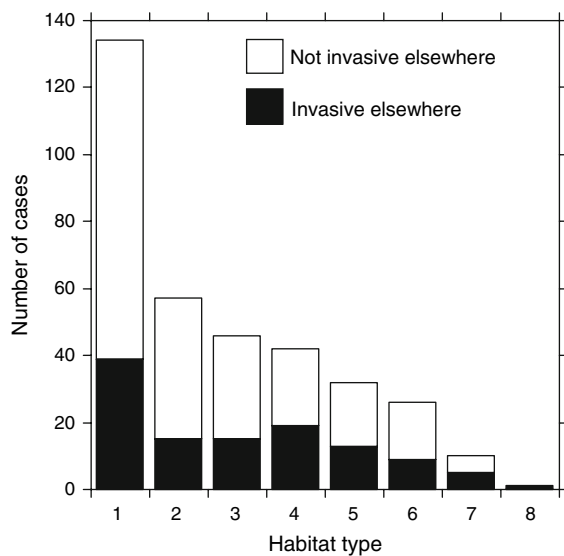 140
120
100
80
60
40
20
0
Number of cases
Not invasive elsewhere
Invasive elsewhere
1 2 3 4 5 6 7 8
Habitat type